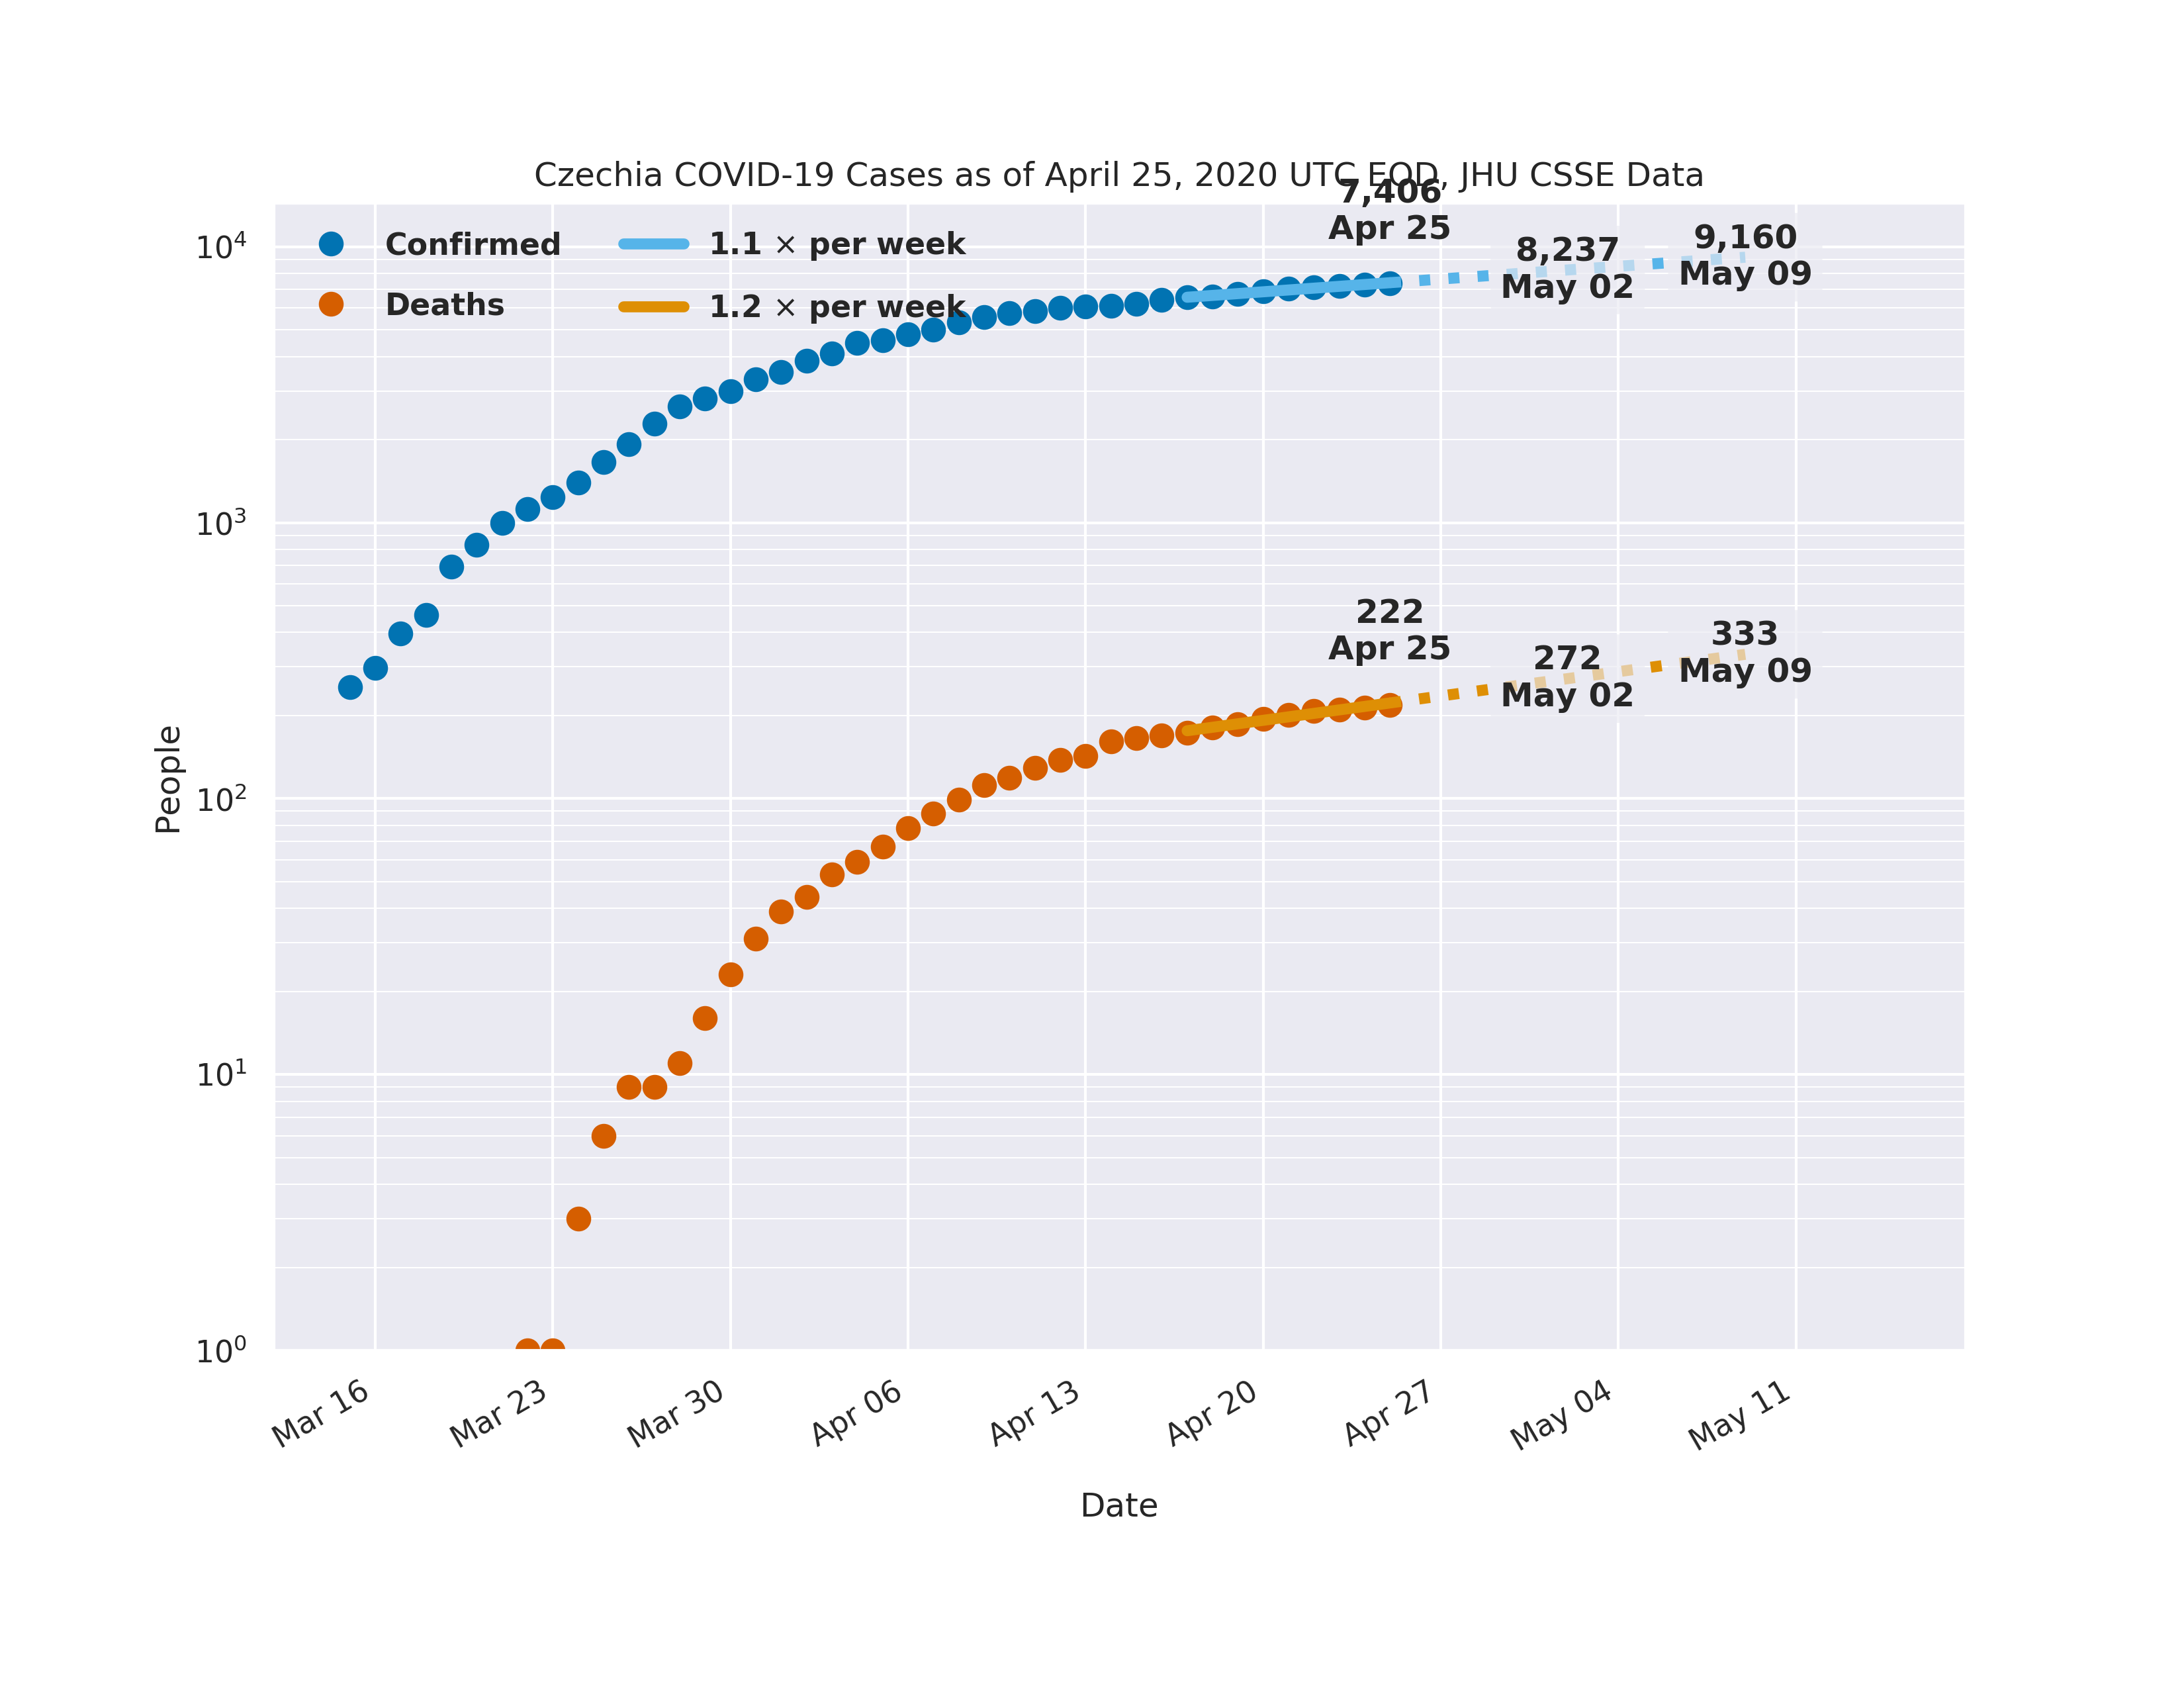 Czechia COVID-19 Cases as of April 25, 2020 UTC EOD, JHU CSSE Data
7,406
Apr 25
Confirmed
Deaths
1.1 × per week
1.2 × per week
8,237
May 02
9,160
May 09
222
Apr 25
272
May 02
333
May 09
10⁴
10³
10²
10¹
10⁰
People
Mar 16
Mar 23
Mar 30
Apr 06
Apr 13
Apr 20
Apr 27
May 04
May 11
Date